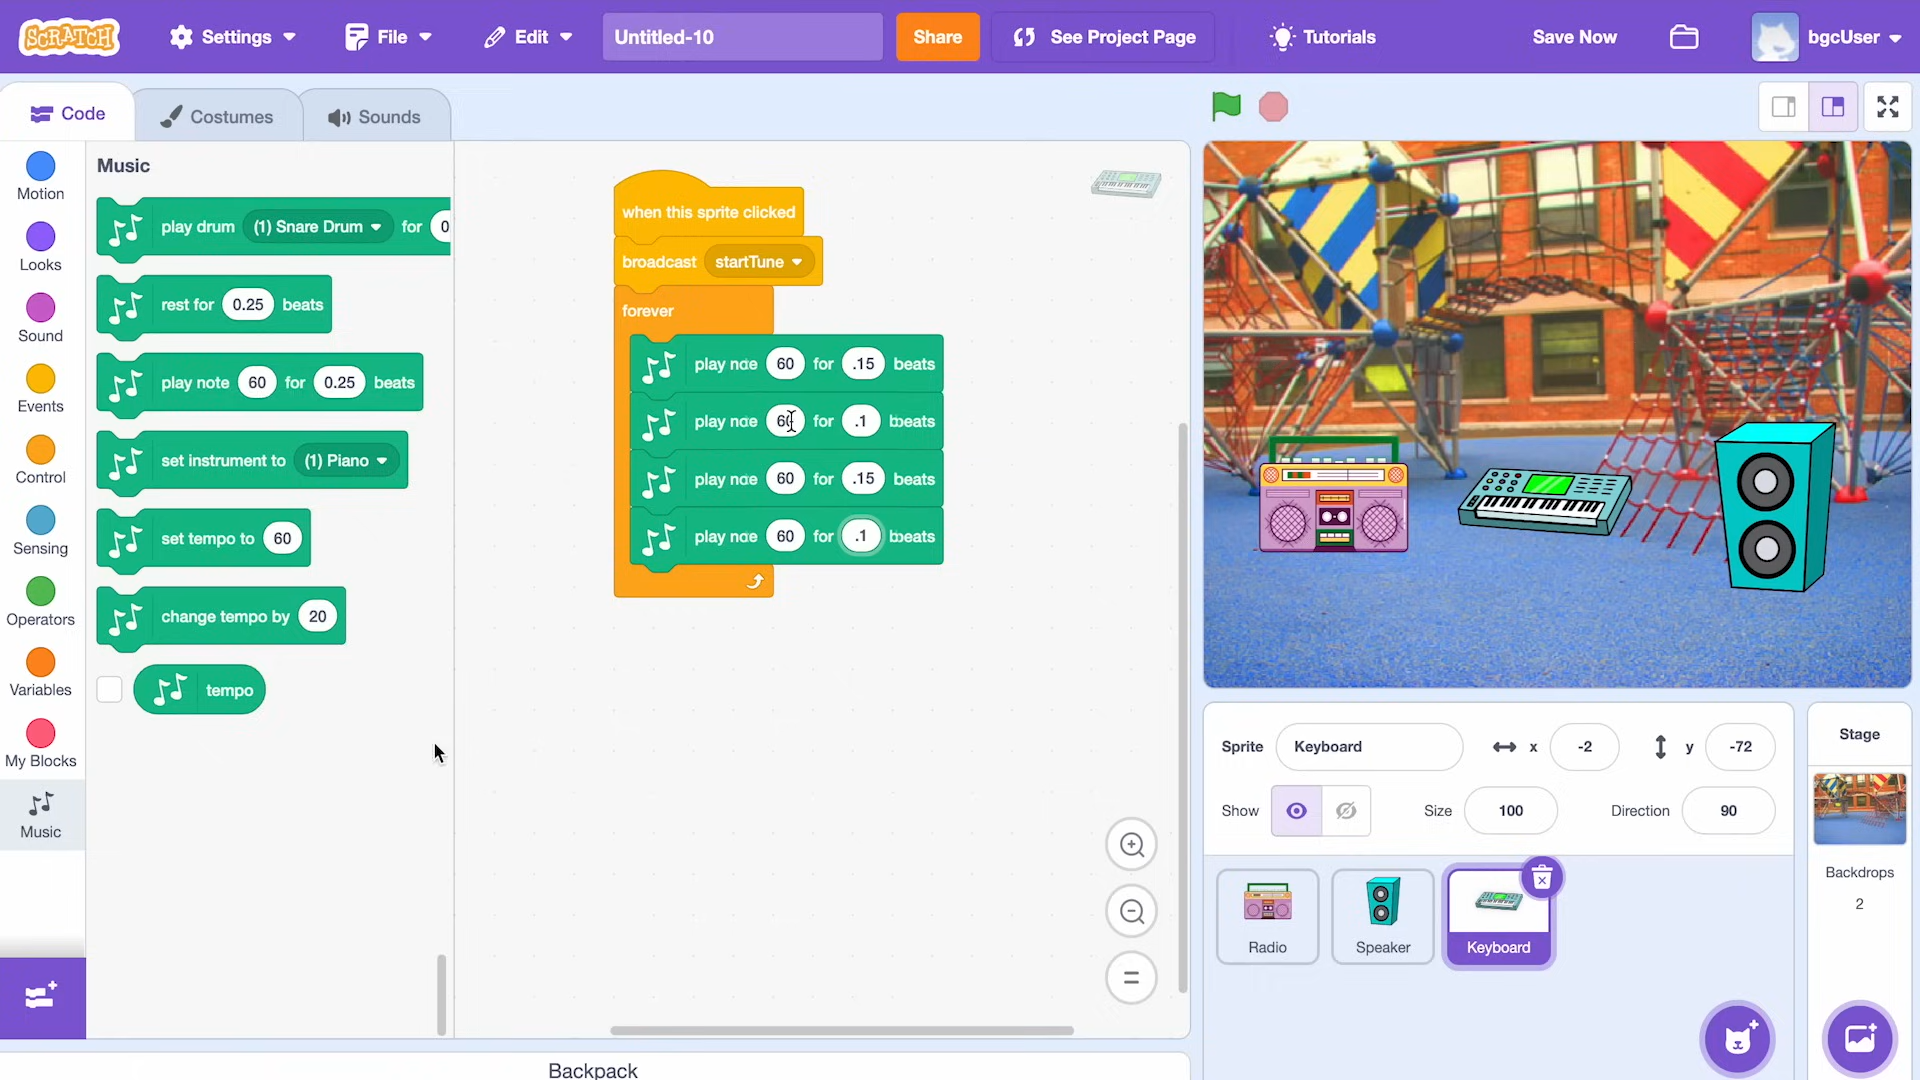 SCRATCH Settings File Edit Untitled-10 Share See Project Page Tutorials Save Now bgcUser
Code Costumes Sounds
Motion
Looks
Sound
Events
Control
Sensing
Operators
Variables
My Blocks
Music
Music
play drum (1) Snare Drum for 0
rest for 0.25 beats
play note 60 for 0.25 beats
set instrument to (1) Piano
set tempo to 60
change tempo by 20
tempo
when this sprite clicked
broadcast startTune
forever
play note 60 for .15 beats
play note 60 for .1 beats
play note 60 for .15 beats
play note 60 for .1 beats
Backpack
Sprite Keyboard x -2 y -72
Show Size 100 Direction 90
Radio Speaker Keyboard
Stage
Backdrops
2